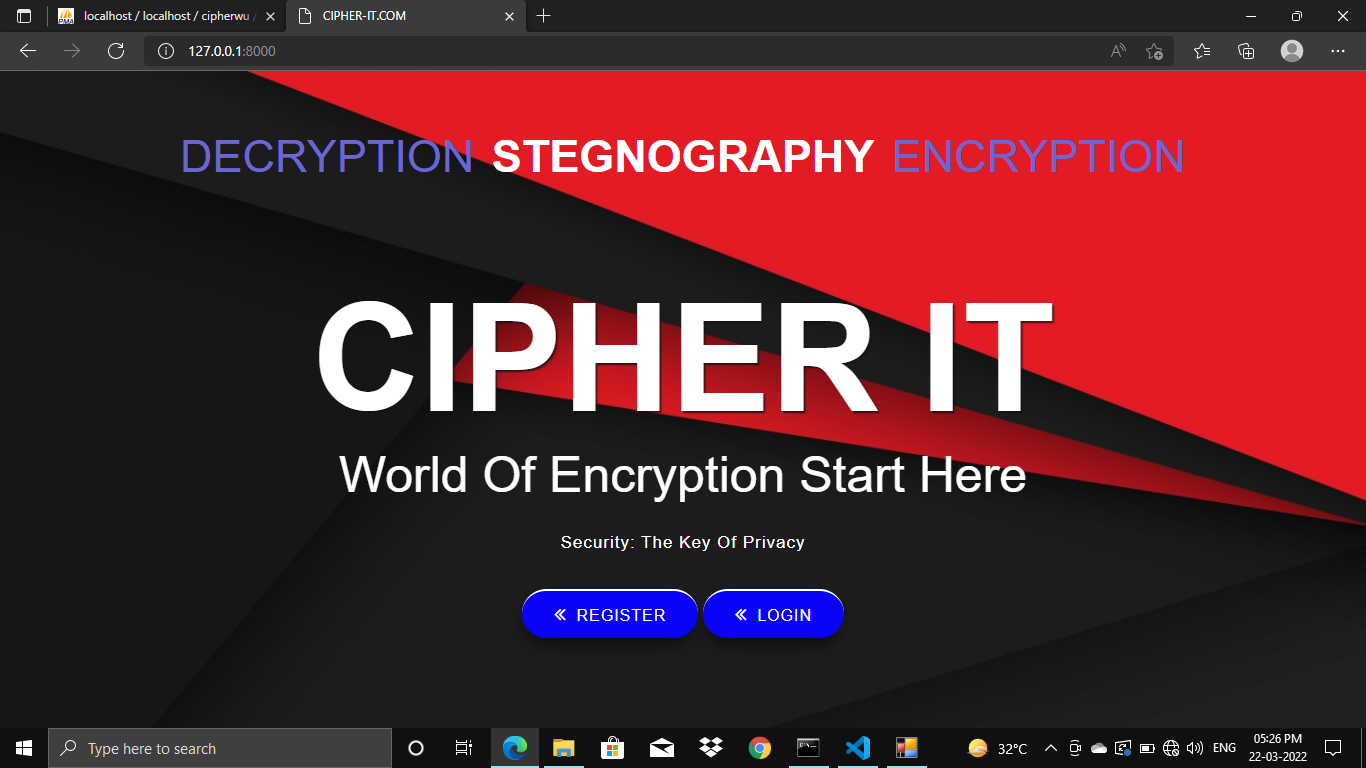 localhost / localhost / cipherwu /
CIPHER-IT.COM
127.0.0.1:8000
DECRYPTION STEGNOGRAPHY ENCRYPTION
CIPHER IT
World Of Encryption Start Here
Security: The Key Of Privacy
REGISTER LOGIN
Type here to search
32°C
ENG
05:26 PM
22-03-2022